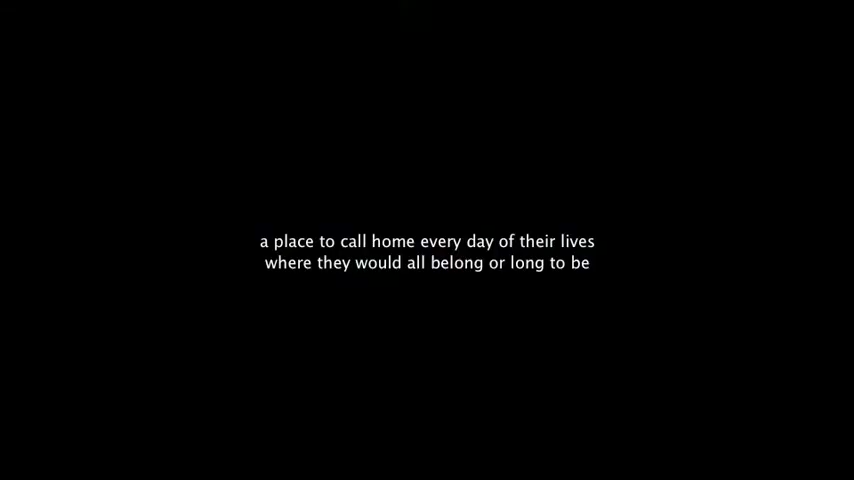 a place to call home every day of their lives
where they would all belong or long to be